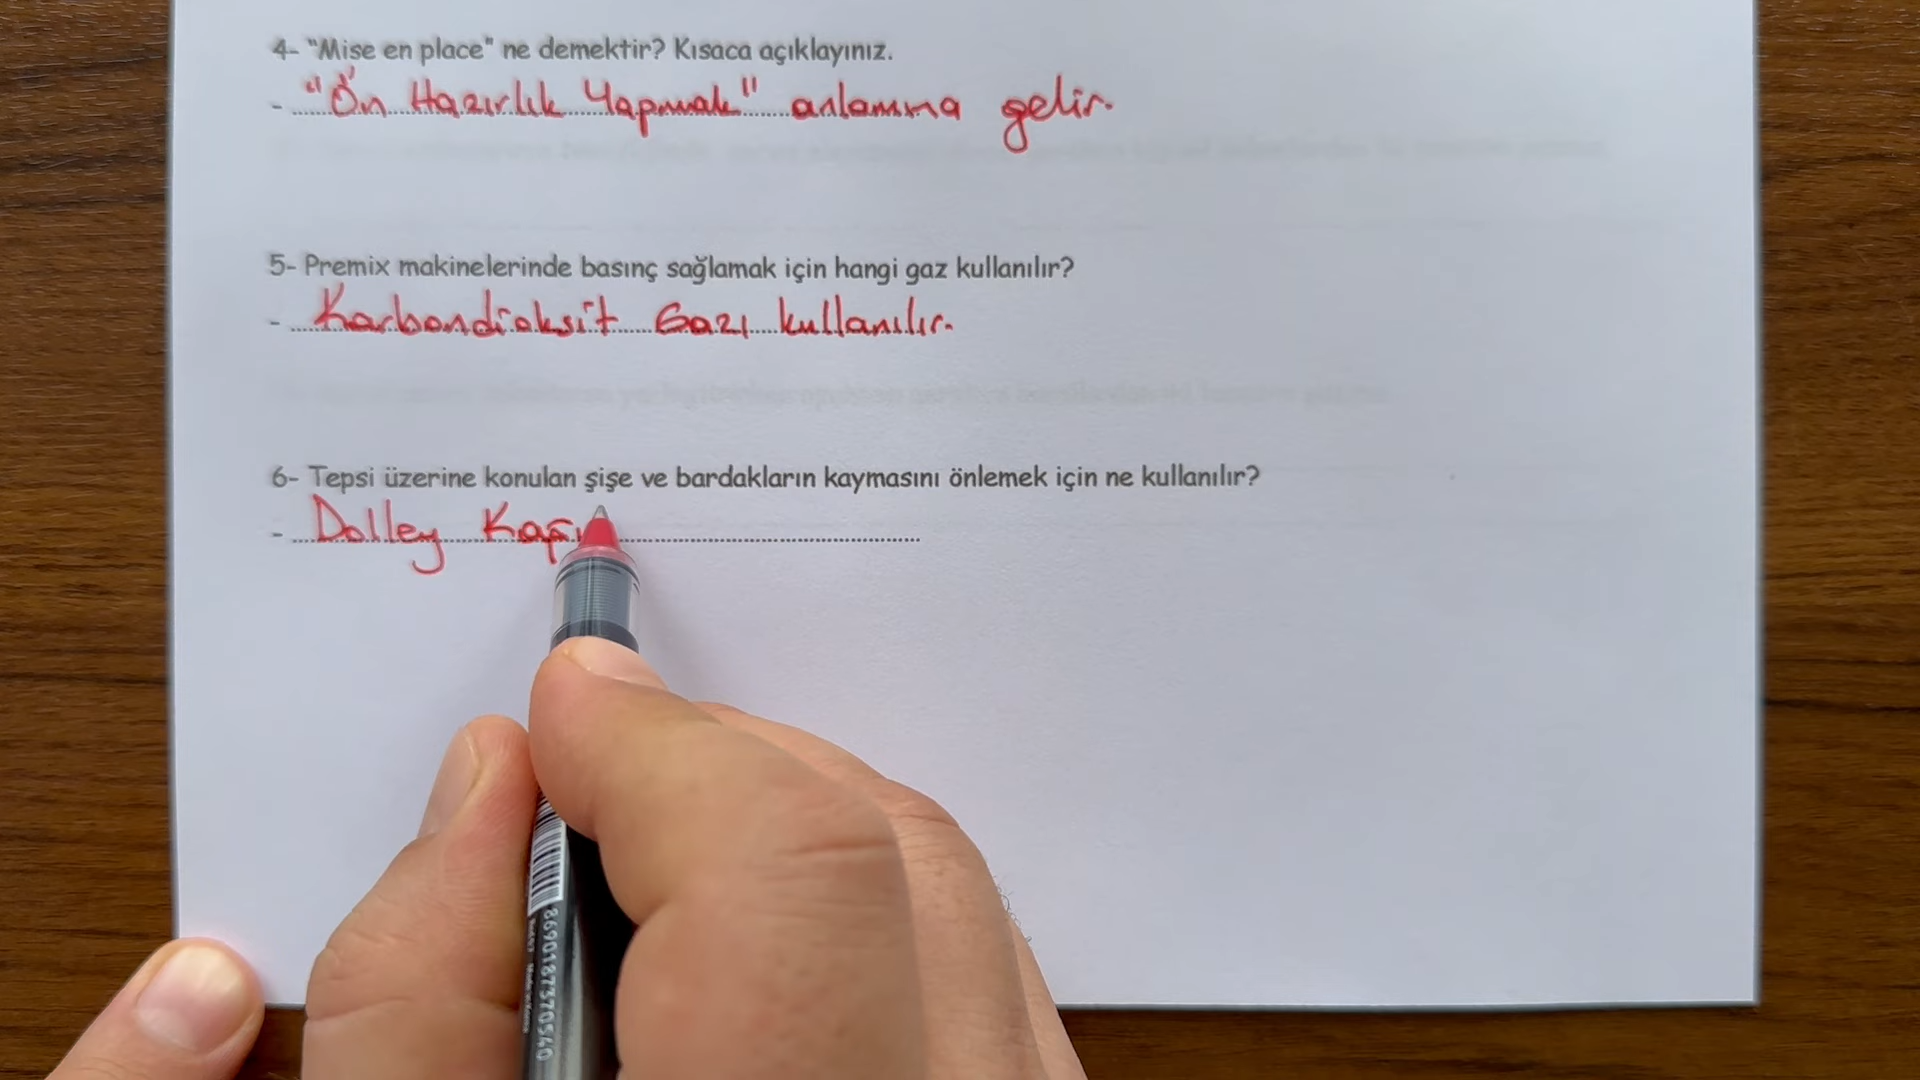 4- "Mise en place" ne demektir? Kısaca açıklayınız.
- "Ön Hazırlık Yapmak" anlamına gelir.
5- Premix makinelerinde basınç sağlamak için hangi gaz kullanılır?
- Karbondioksit Gazı kullanılır.
6- Tepsi üzerine konulan şişe ve bardakların kaymasını önlemek için ne kullanılır?
- Dolley
8690187370540